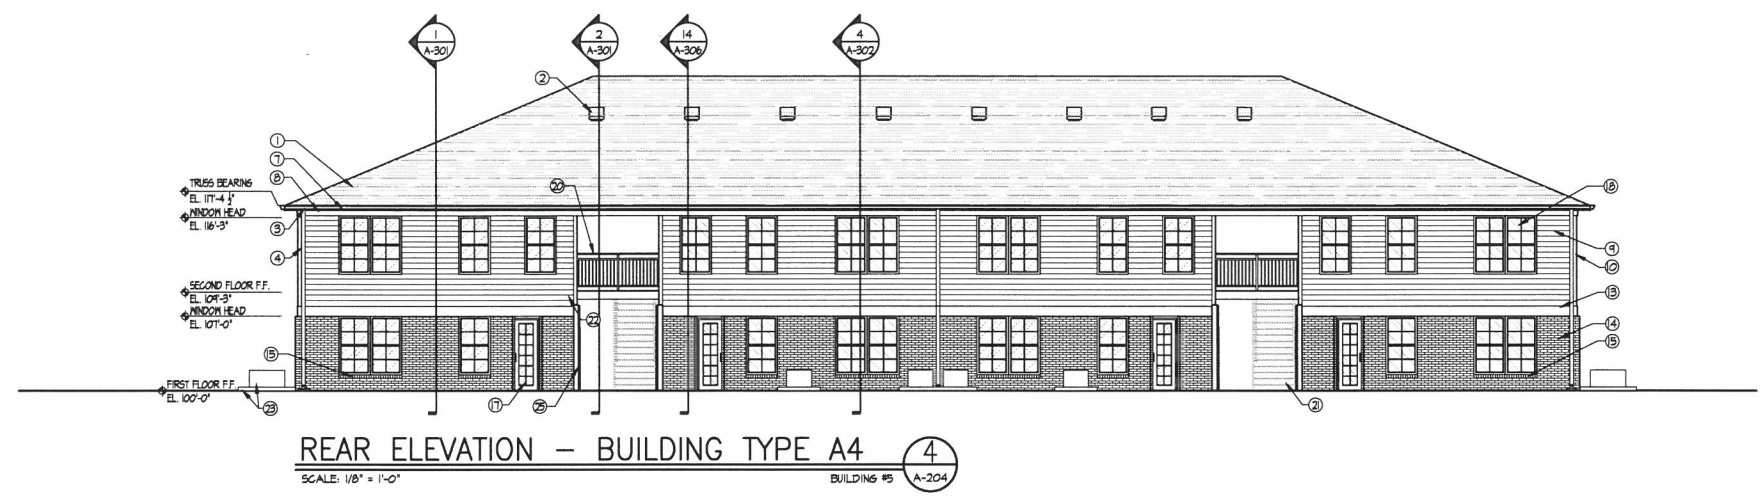 1
A-301
2
A-301
14
A-306
4
A-302
2
1
7
8
TRUSS BEARING
EL. 117'-4 ½"
WINDOW HEAD
EL. 116'-3"
3
4
20
18
9
10
SECOND FLOOR F.F.
EL. 109'-3"
WINDOW HEAD
EL. 107'-0"
13
22
14
15
15
FIRST FLOOR F.F.
EL. 100'-0"
23
17
25
21
REAR ELEVATION - BUILDING TYPE A4
SCALE: 1/8" = 1'-0"
BUILDING #5
4
A-204